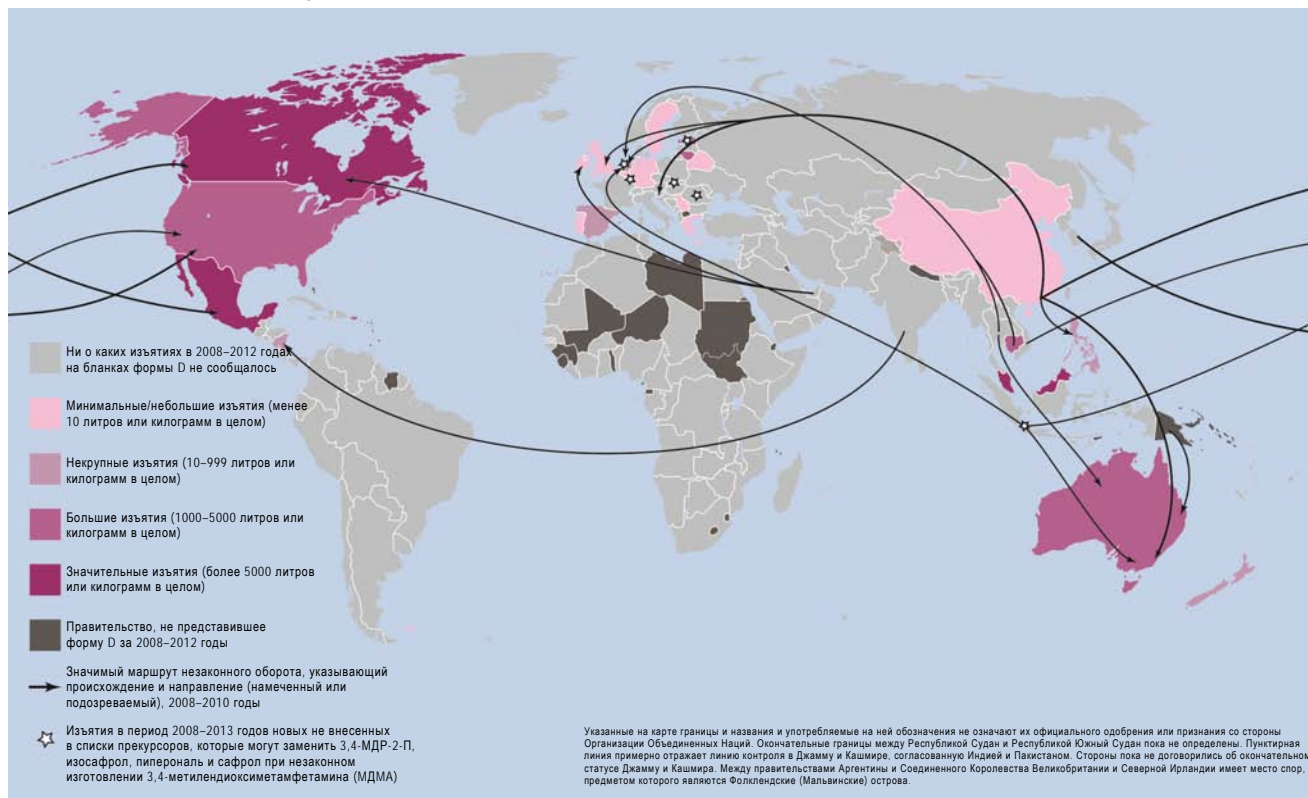 Ни о каких изъятиях в 2008–2012 годах
на бланках формы D не сообщалось
Минимальные/небольшие изъятия (менее
10 литров или килограмм в целом)
Некрупные изъятия (10–999 литров или
килограмм в целом)
Большие изъятия (1000–5000 литров или
килограмм в целом)
Значительные изъятия (более 5000 литров
или килограмм в целом)
Правительство, не представившее
форму D за 2008–2012 годы
Значимый маршрут незаконного оборота, указывающий
происхождение и направление (намеченный или
подозреваемый), 2008–2010 годы
Изъятия в период 2008–2013 годов новых не внесенных
в списки прекурсоров, которые могут заменить 3,4-МДР-2-П,
изосафрол, пиперональ и сафрол при незаконном
изготовлении 3,4-метилендиоксиметамфетамина (МДМА)
Указанные на карте границы и названия и употребляемые на ней обозначения не означают их официального одобрения или признания со стороны
Организации Объединенных Наций. Окончательные границы между Республикой Судан и Республикой Южный Судан пока не определены. Пунктирная
линия примерно отражает линию контроля в Джамму и Кашмире, согласованную Индией и Пакистаном. Стороны пока не договорились об окончательном
статусе Джамму и Кашмира. Между правительствами Аргентины и Соединенного Королевства Великобритании и Северной Ирландии имеет место спор,
предметом которого являются Фолклендские (Мальвинские) острова.